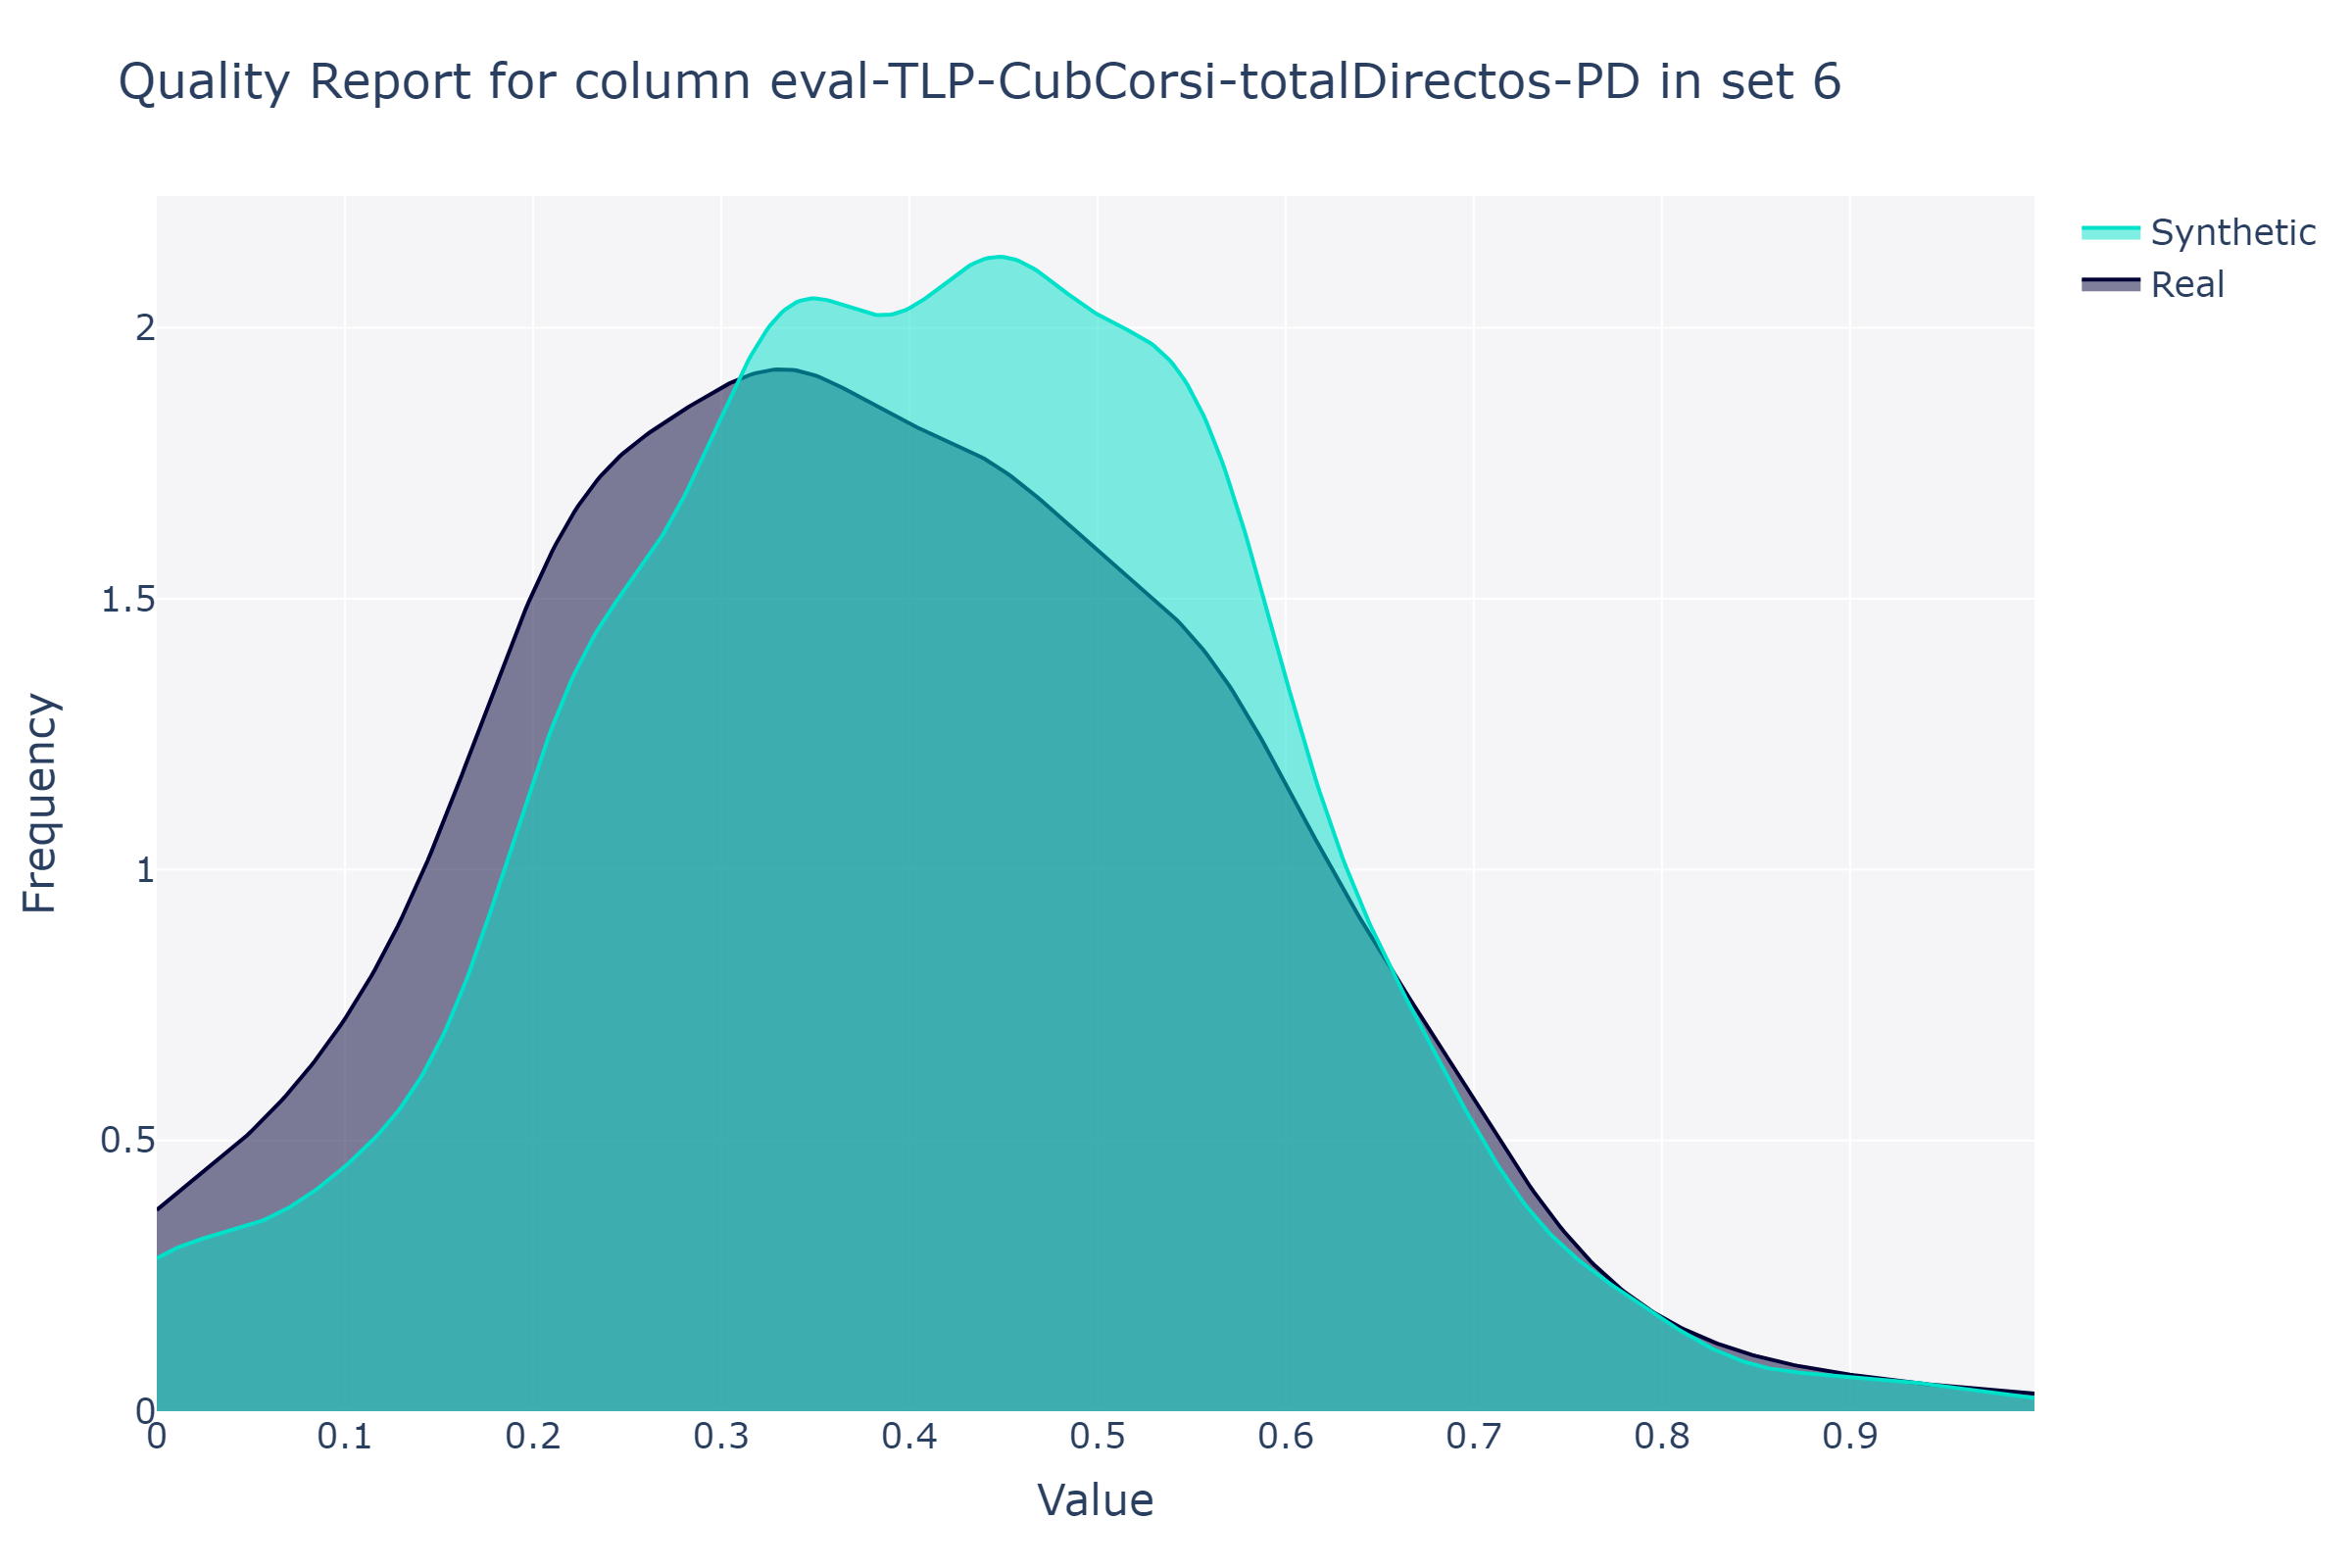 Quality Report for column eval-TLP-CubCorsi-totalDirectos-PD in set 6
Synthetic
Real
Frequency
2
1.5
1
0.5
0
0 0.1 0.2 0.3 0.4 0.5 0.6 0.7 0.8 0.9
Value